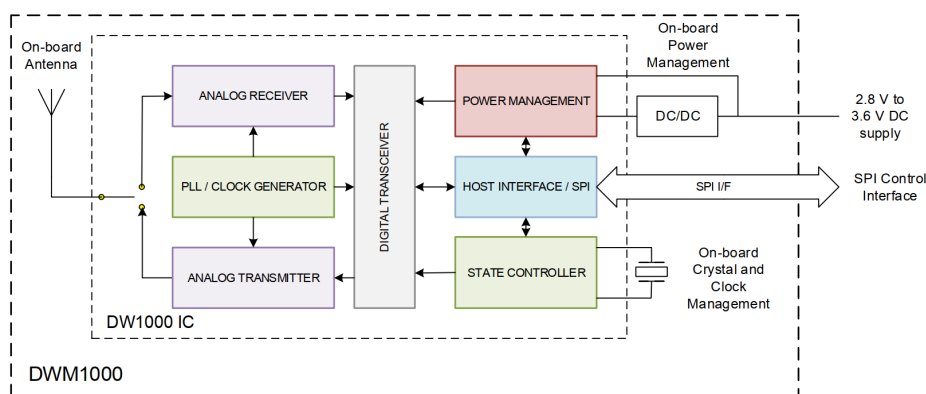 On-board
Antenna
ANALOG RECEIVER
PLL / CLOCK GENERATOR
ANALOG TRANSMITTER
DIGITAL TRANSCEIVER
POWER MANAGEMENT
HOST INTERFACE / SPI
STATE CONTROLLER
On-board
Power
Management
DC/DC
2.8 V to
3.6 V DC
supply
SPI I/F
SPI Control
Interface
On-board
Crystal and
Clock
Management
DW1000 IC
DWM1000